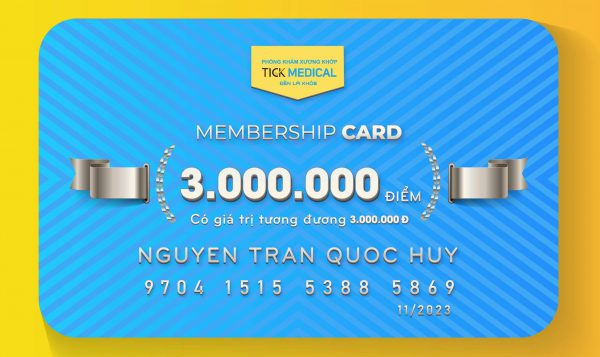 PHÒNG KHÁM XƯƠNG KHỚP
TICK MEDICAL
ĐẾN LÀ KHỎE
MEMBERSHIP CARD
3.000.000 ĐIỂM
Có giá trị tương đương 3.000.000 Đ
NGUYEN TRAN QUOC HUY
9704 1515 5388 5869
11/2023